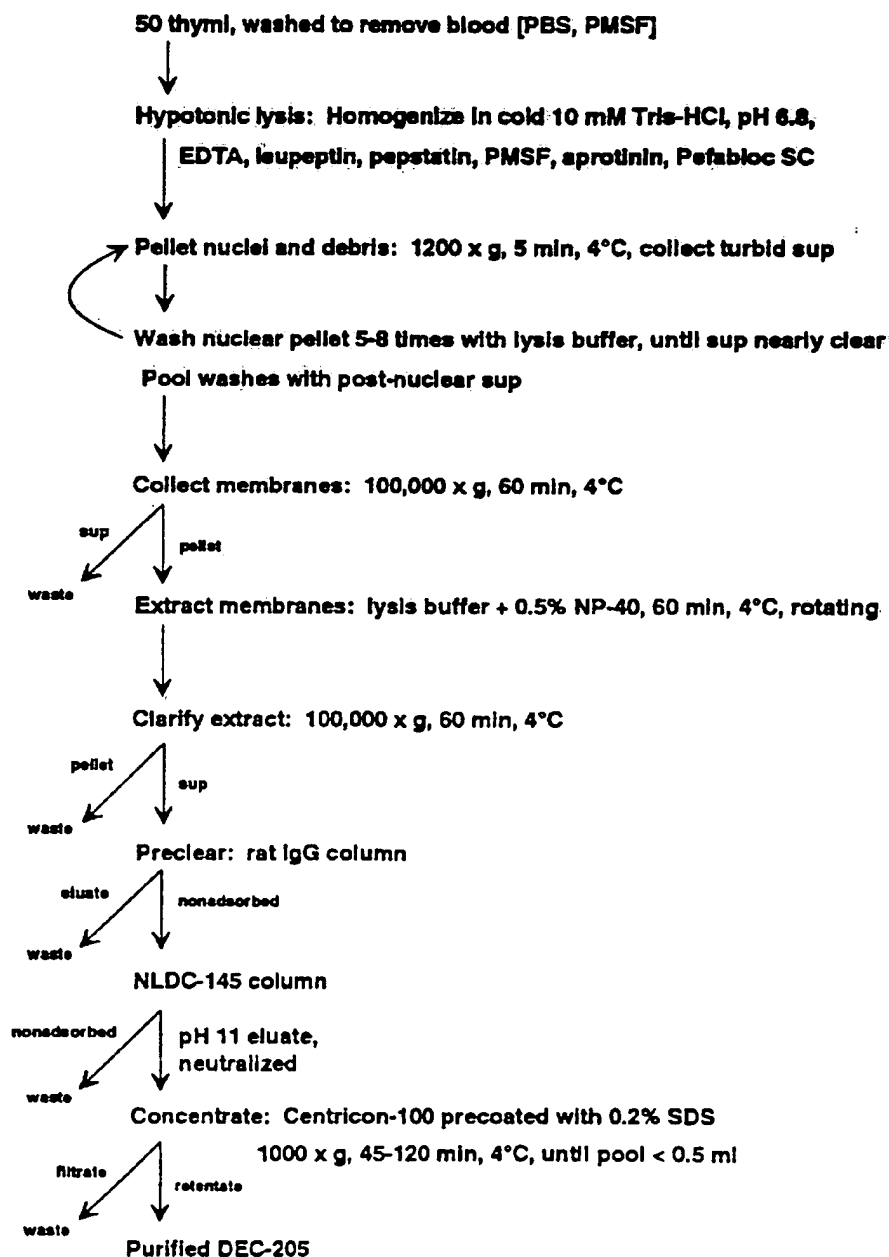 50 thymi, washed to remove blood [PBS, PMSF]
Hypotonic lysis: Homogenize in cold 10 mM Tris-HCl, pH 6.8,
EDTA, leupeptin, pepstatin, PMSF, aprotinin, Pefabloc SC
Pellet nuclei and debris: 1200 x g, 5 min, 4°C, collect turbid sup
Wash nuclear pellet 5-8 times with lysis buffer, until sup nearly clear
Pool washes with post-nuclear sup
Collect membranes: 100,000 x g, 60 min, 4°C
sup
pellet
waste
Extract membranes: lysis buffer + 0.5% NP-40, 60 min, 4°C, rotating
Clarify extract: 100,000 x g, 60 min, 4°C
pellet
sup
waste
Preclear: rat IgG column
eluate
nonadsorbed
waste
NLDC-145 column
nonadsorbed
pH 11 eluate,
neutralized
waste
Concentrate: Centricon-100 precoated with 0.2% SDS
1000 x g, 45-120 min, 4°C, until pool < 0.5 ml
filtrate
retentate
waste
Purified DEC-205